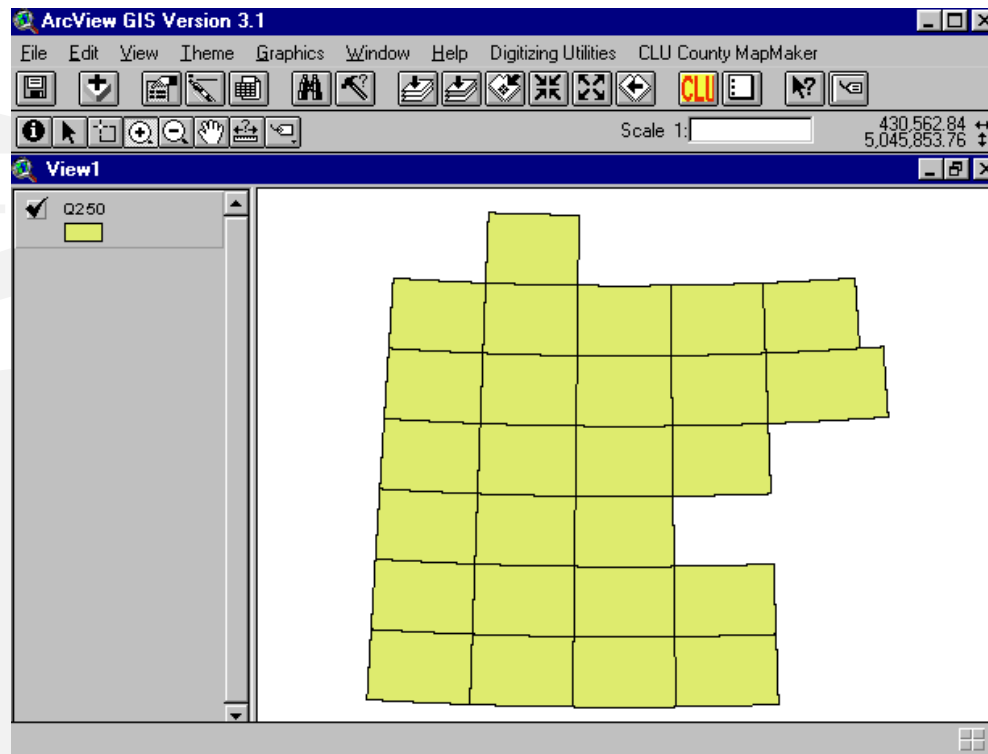 ArcView GIS Version 3.1
File Edit View Theme Graphics Window Help Digitizing Utilities CLU County MapMaker
CLU
Scale 1: 430,562.84
5,045,853.76
View1
Q250